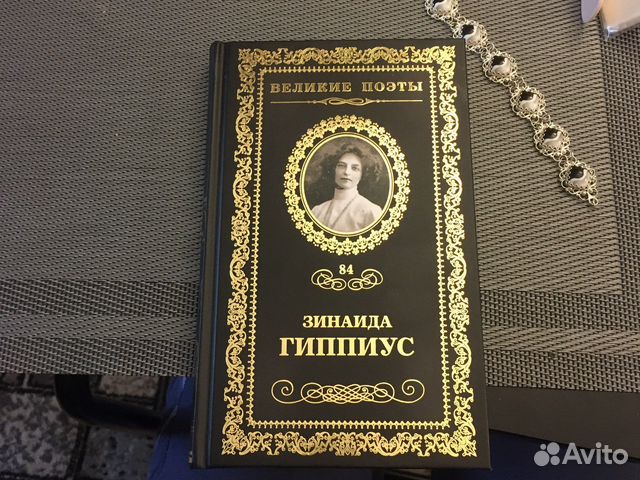 ВЕЛИКИЕ ПОЭТЫ
84
ЗИНАИДА
ГИППИУС
Avito